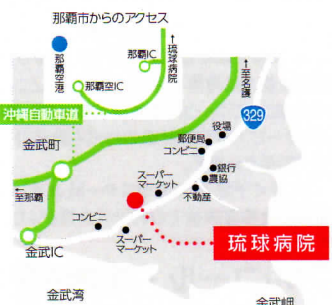 那覇市からのアクセス
那覇空港
那覇IC
↑琉球病院
那覇空IC
↑至名護
沖縄自動車道
329
役場
郵便局
コンビニ
金武町
銀行
農協
スーパー
マーケット
不動産
←
至那覇
コンビニ
スーパー
マーケット
琉球病院
金武IC
金武湾
金武岬